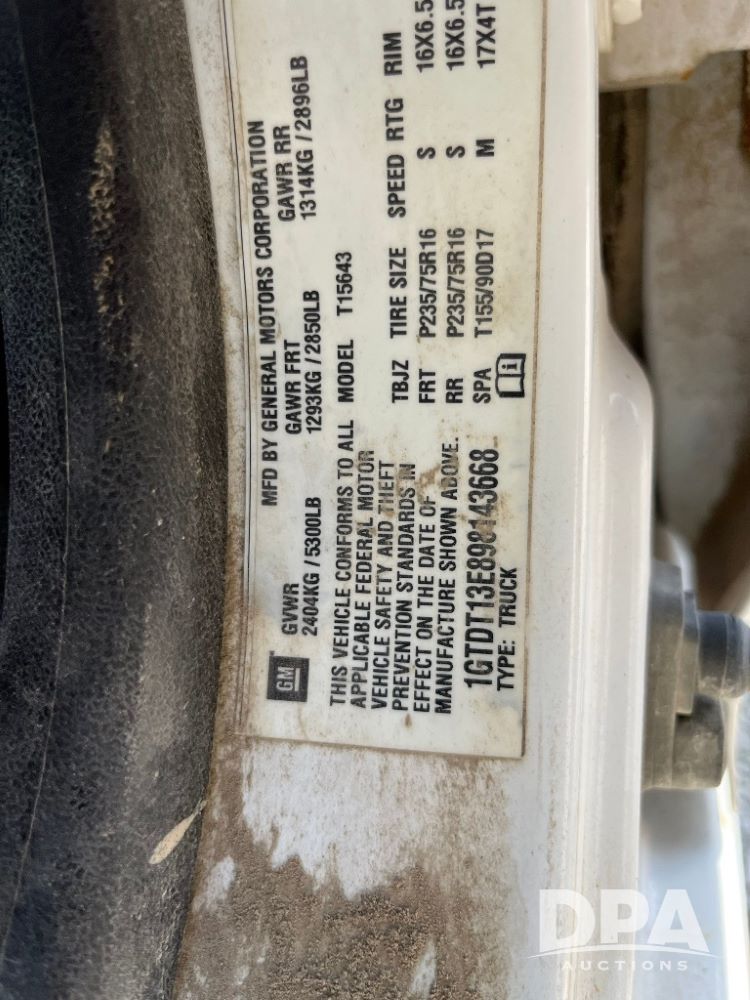 MFD BY GENERAL MOTORS CORPORATION
GM
GVWR GAWR FRT GAWR RR
2404KG / 5300LB 1293KG / 2850LB 1314KG / 2896LB
THIS VEHICLE CONFORMS TO ALL MODEL T15643
APPLICABLE FEDERAL MOTOR
VEHICLE SAFETY AND THEFT
PREVENTION STANDARDS IN
EFFECT ON THE DATE OF
MANUFACTURE SHOWN ABOVE.
1GTDT13E898143668
TYPE: TRUCK
TBJZ TIRE SIZE SPEED RTG RIM
FRT P235/75R16 S 16X6.5
RR P235/75R16 S 16X6.5
SPA T155/90D17 M 17X4T
DPA
AUCTIONS